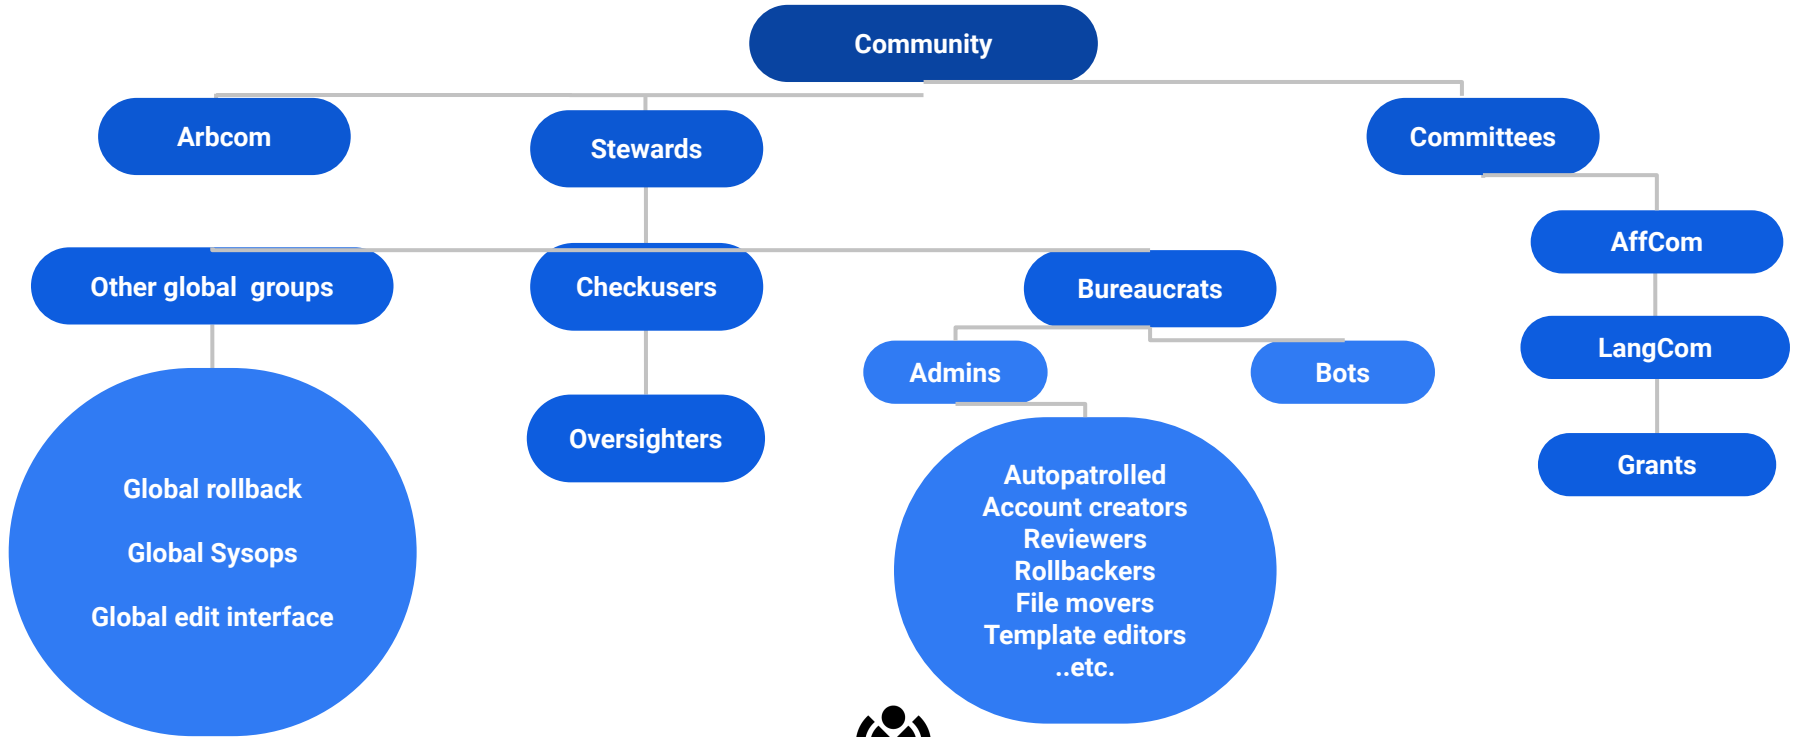 Community
Arbcom
Stewards
Committees
AffCom
Other global  groups
Checkusers
Bureaucrats
LangCom
Admins
Bots
Oversighters
Grants
Global rollback
Global Sysops
Global edit interface
Autopatrolled
Account creators
Reviewers
Rollbackers
File movers
Template editors
..etc.